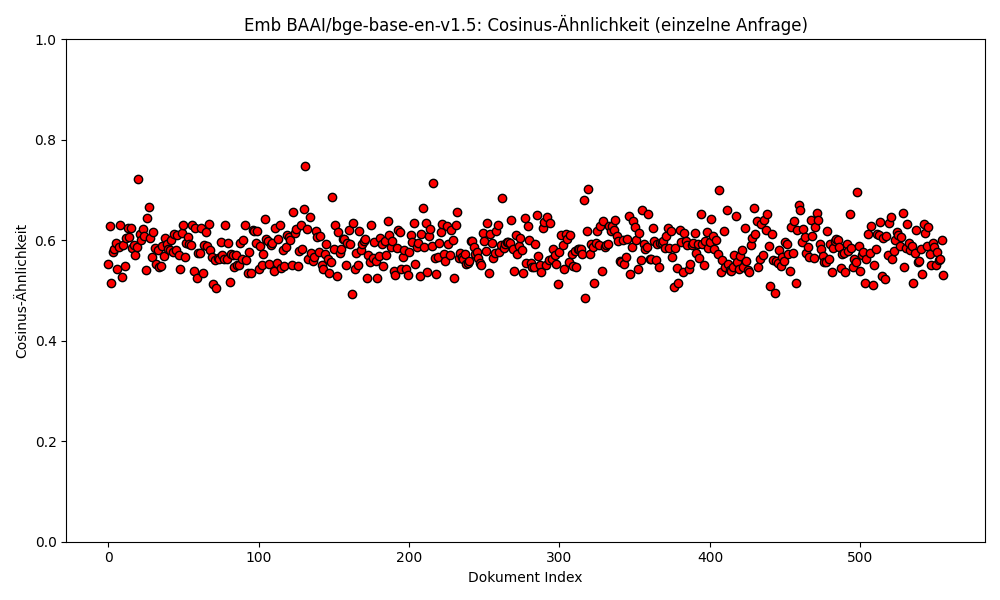 Emb BAAI/bge-base-en-v1.5: Cosinus-Ähnlichkeit (einzelne Anfrage)
Cosinus-Ähnlichkeit
1.0
0.8
0.6
0.4
0.2
0.0
0 100 200 300 400 500
Dokument Index